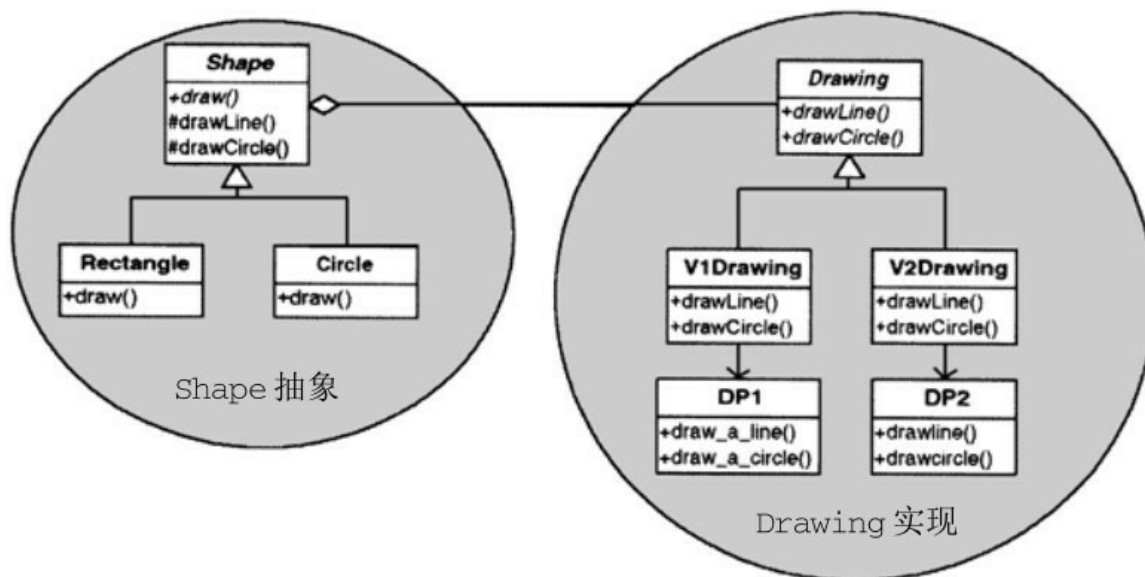 Shape
+draw()
#drawLine()
#drawCircle()
Rectangle
+draw()
Circle
+draw()
Shape 抽象
Drawing
+drawLine()
+drawCircle()
V1Drawing
+drawLine()
+drawCircle()
V2Drawing
+drawLine()
+drawCircle()
DP1
+draw_a_line()
+draw_a_circle()
DP2
+drawline()
+drawcircle()
Drawing 实现